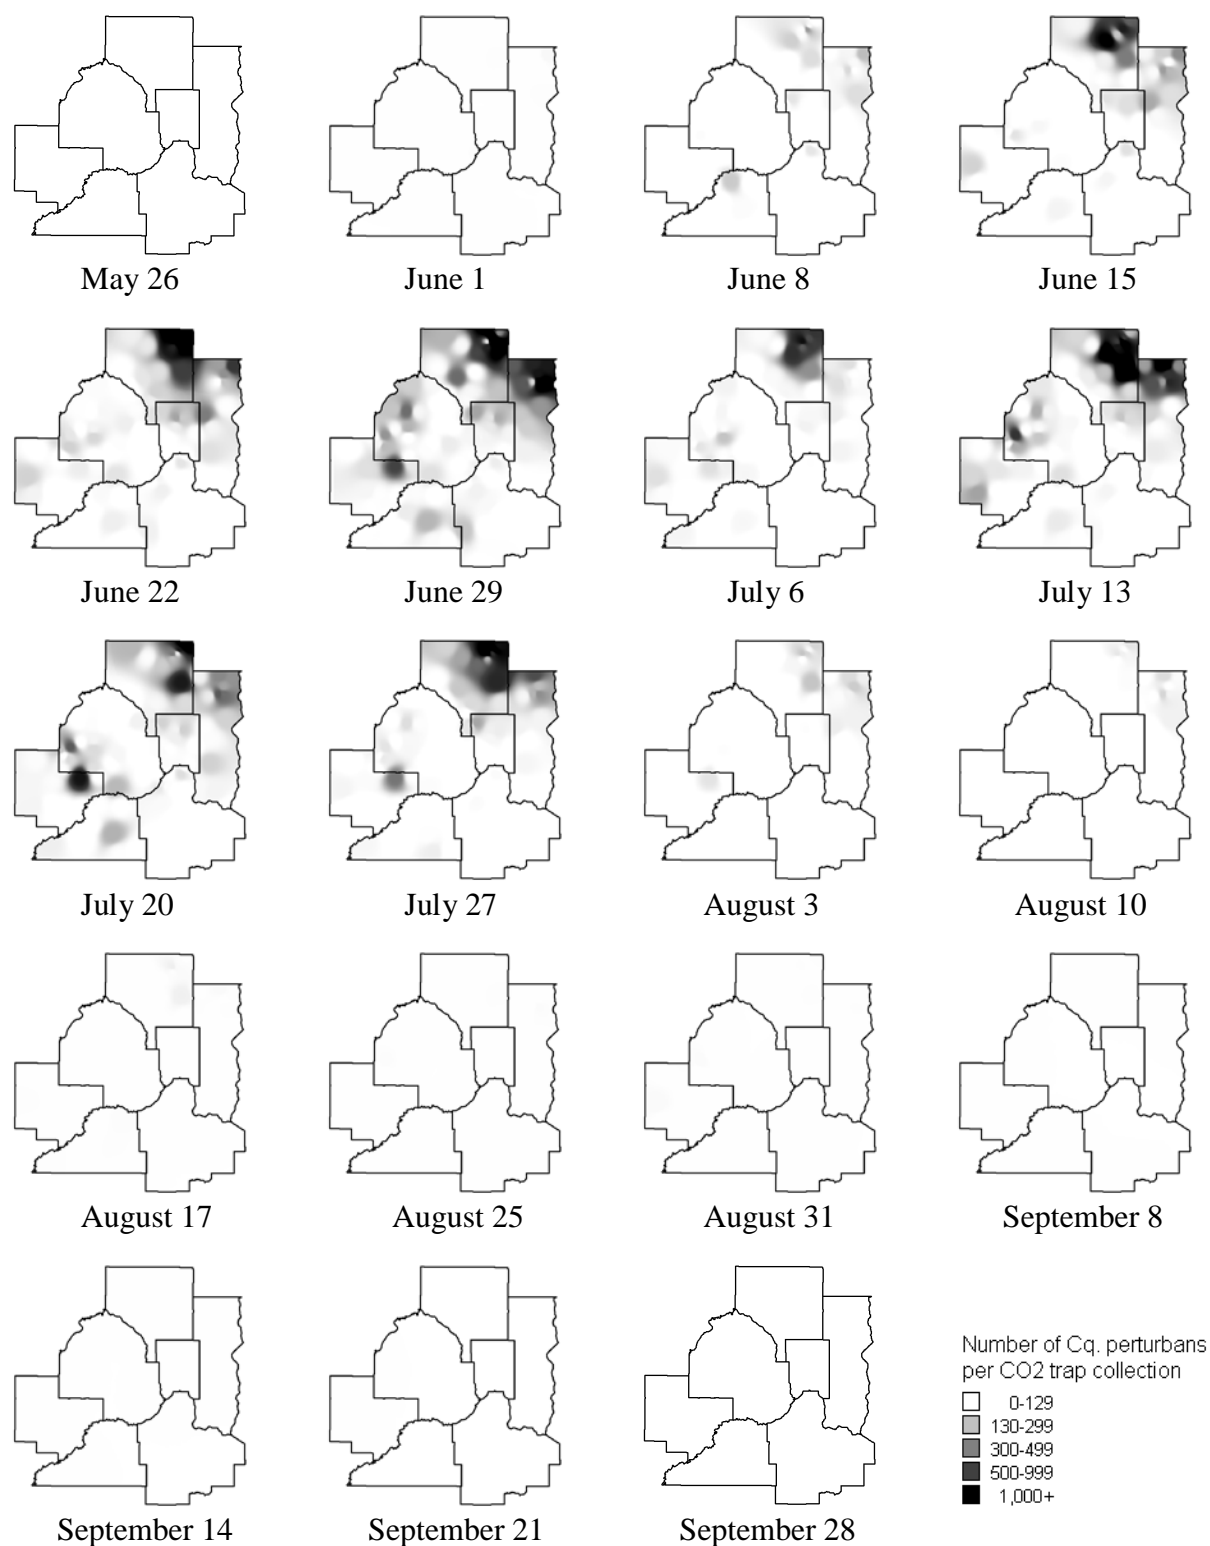 May 26
June 1
June 8
June 15
June 22
June 29
July 6
July 13
July 20
July 27
August 3
August 10
August 17
August 25
August 31
September 8
September 14
September 21
September 28
Number of Cq. perturbans
per CO2 trap collection
0-129
130-299
300-499
500-999
1,000+